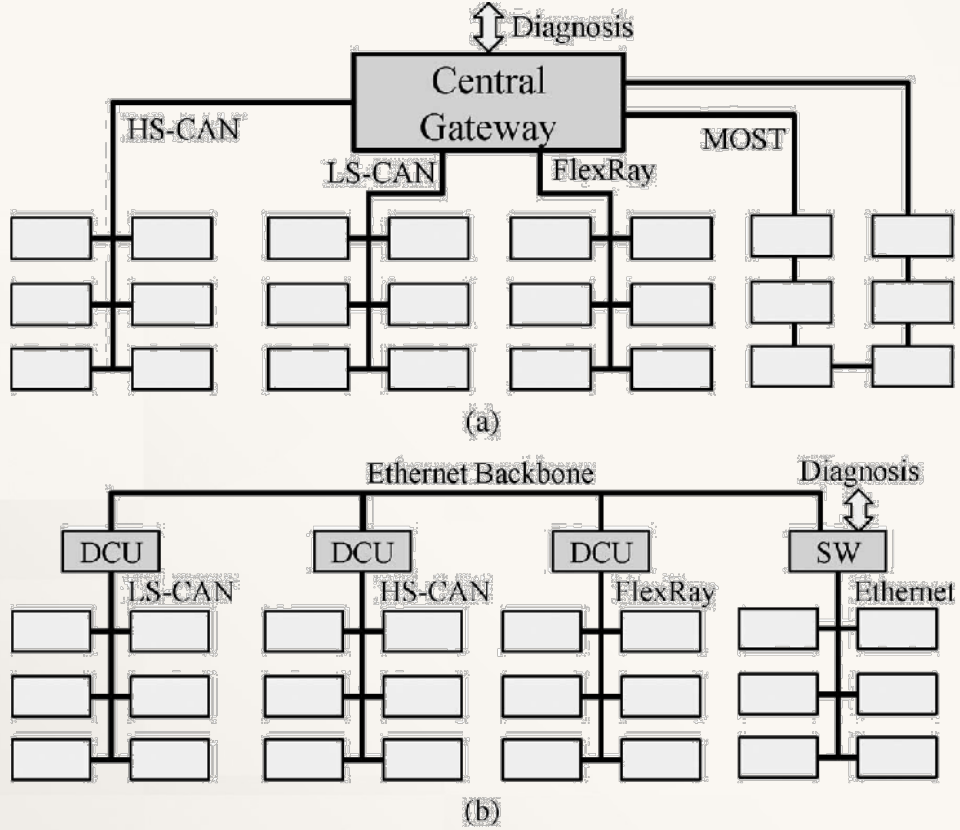 Diagnosis
Central
Gateway
HS-CAN
MOST
LS-CAN
FlexRay
(a)
Ethernet Backbone
Diagnosis
DCU
DCU
DCU
SW
LS-CAN
HS-CAN
FlexRay
Ethernet
(b)